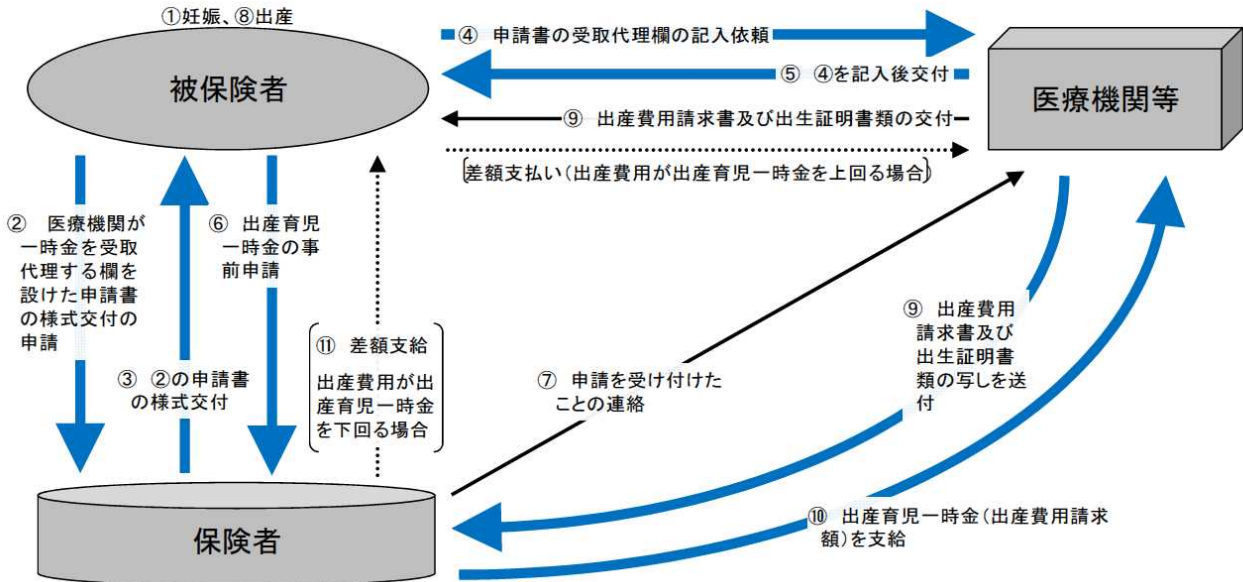 ①妊娠、⑧出産
被保険者
④ 申請書の受取代理欄の記入依頼
⑤ ④を記入後交付
⑨ 出産費用請求書及び出生証明書類の交付
差額支払い(出産費用が出産育児一時金を上回る場合)
医療機関等
② 医療機関が
一時金を受取
代理する欄を
設けた申請書
の様式交付の
申請
③ ②の申請書
の様式交付
⑥ 出産育児
一時金の事
前申請
⑪ 差額支給
出産費用が出
産育児一時金
を下回る場合
⑦ 申請を受け付けた
ことの連絡
⑨ 出産費用
請求書及び
出生証明書
類の写しを送
付
⑩ 出産育児一時金(出産費用請求
額)を支給
保険者